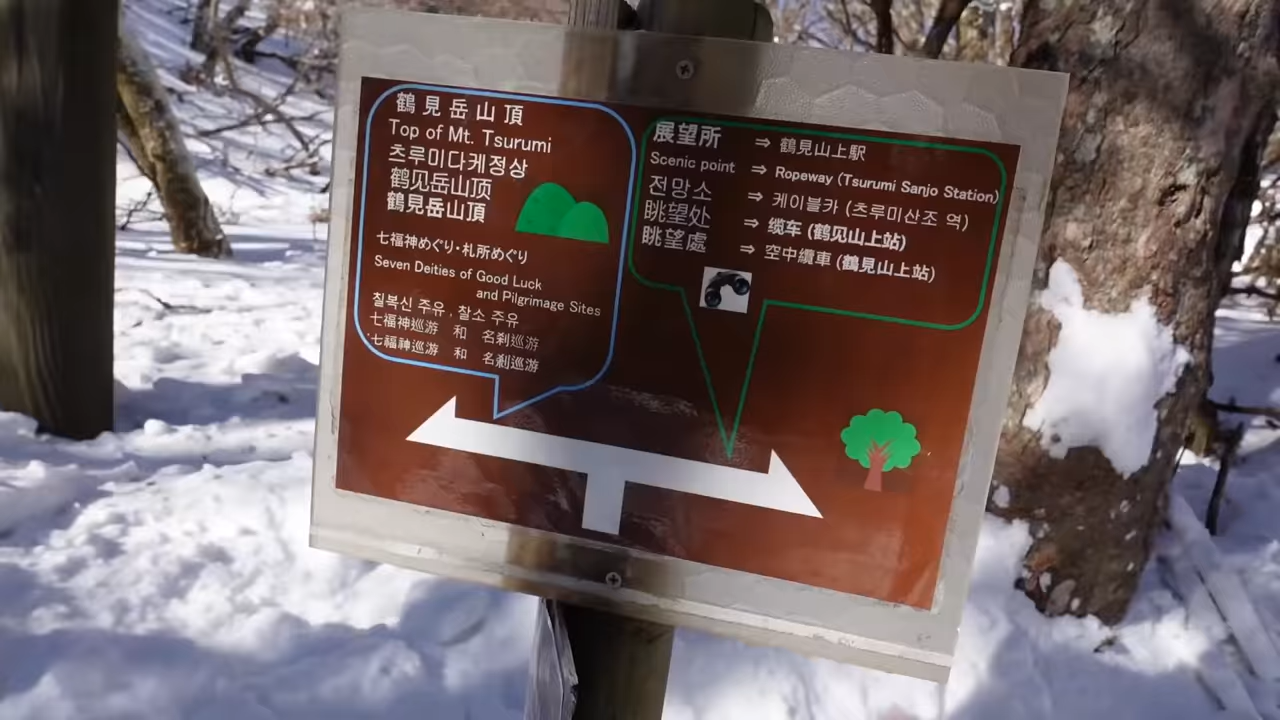 鶴見岳山頂
Top of Mt. Tsurumi
츠루미다케정상
鹤见岳山顶
鶴見岳山頂
七福神めぐり・札所めぐり
Seven Deities of Good Luck
and Pilgrimage Sites
칠복신 주유 , 찰소 주유
七福神巡游 和 名刹巡游
七福神巡游 和 名剎巡游
展望所 ⇒ 鶴見山上駅
Scenic point ⇒ Ropeway (Tsurumi Sanjo Station)
전망소 ⇒ 케이블카 (츠루미산조 역)
眺望处 ⇒ 缆车 (鹤见山上站)
眺望處 ⇒ 空中纜車 (鶴見山上站)